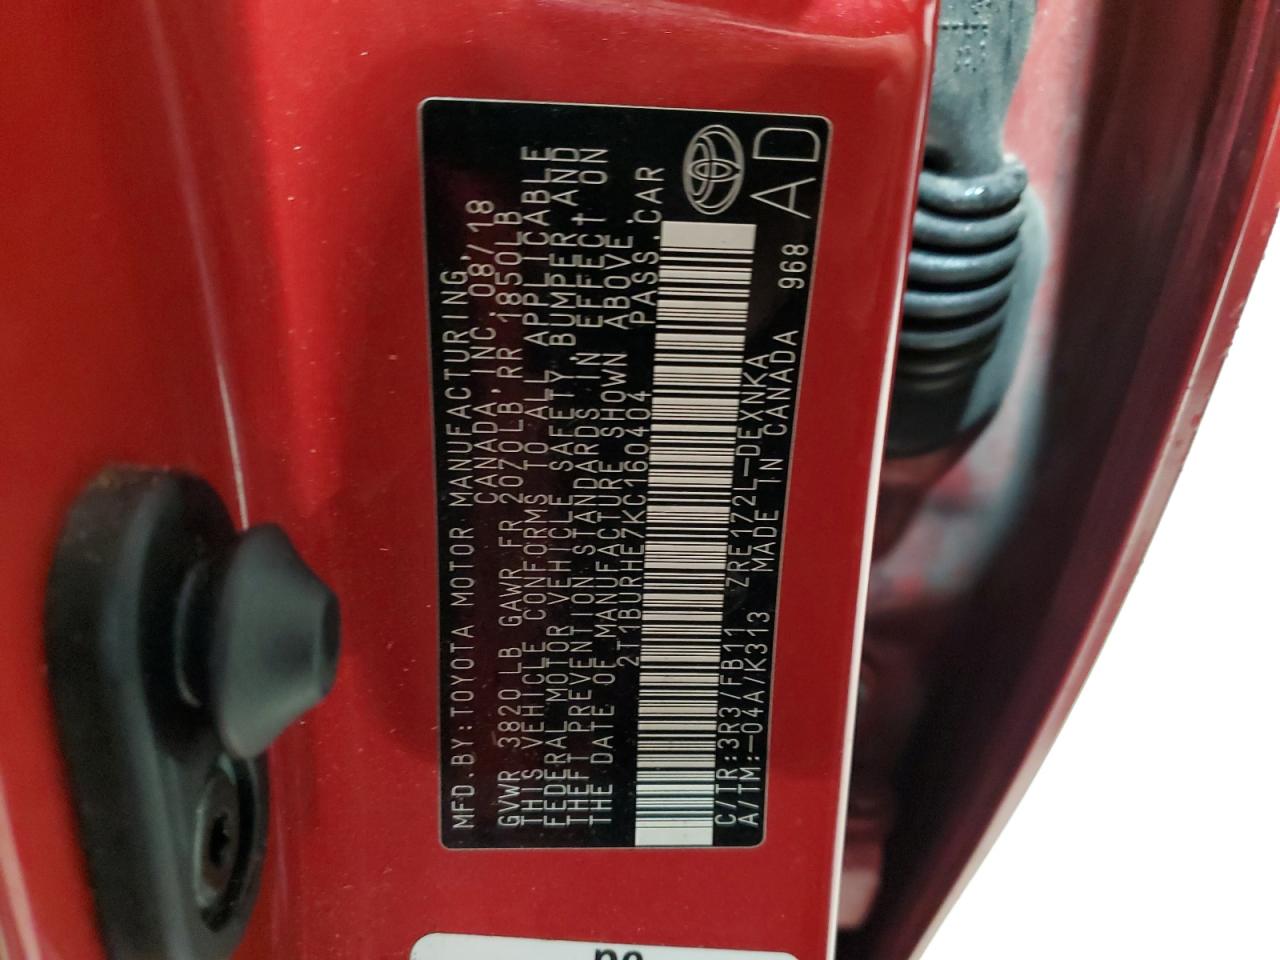 MFD.BY:TOYOTA MOTOR MANUFACTURING,
CANADA,INC. 08/18
GVWR 3820LB GAWR FR 2070LB,RR 1850LB
THIS VEHICLE CONFORMS TO ALL APPLICABLE
FEDERAL MOTOR VEHICLE SAFETY, BUMPER,AND
THEFT PREVENTION STANDARDS IN EFFECT ON
THE DATE OF MANUFACTURE SHOWN ABOVE.
2T1BURHE7KC160404 PASS.CAR
C/TR:3R3/FB11 ZRE172L-DEXNKA
A/TM:-04A/K313 MADE IN CANADA 968
AD